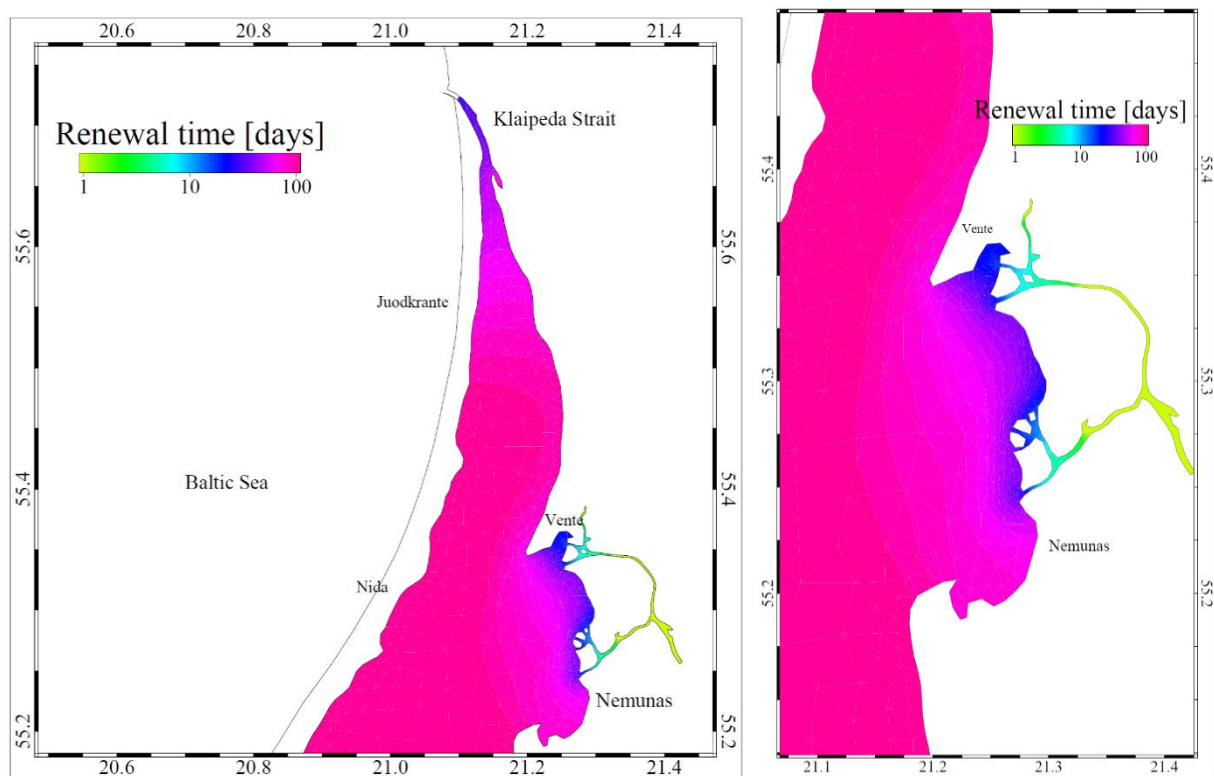 20.6 20.8 21.0 21.2 21.4
Klaipeda Strait
Renewal time [days]
1 10 100
55.6 55.6
Juodkrante
Baltic Sea
55.4 55.4
Vente
Nida
Nemunas
55.2 55.2
20.6 20.8 21.0 21.2 21.4
Renewal time [days]
1 10 100
55.4 55.4
Vente
55.3 55.3
Nemunas
55.2 55.2
21.1 21.2 21.3 21.4